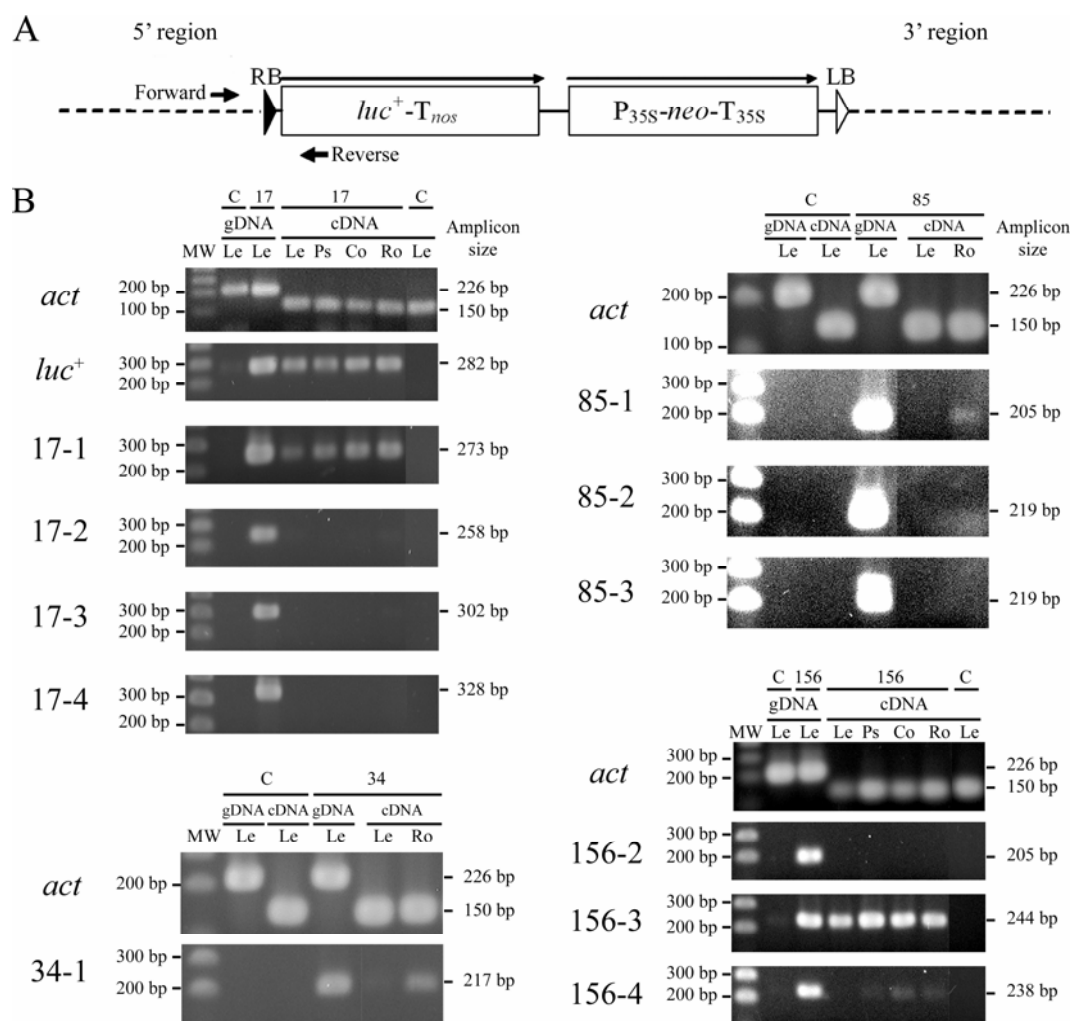 A
5’ region
3’ region
Forward
RB
luc⁺-Tnos
P35S-neo-T35S
LB
Reverse
B
C 17 17 C
gDNA cDNA
MW Le Le Le Ps Co Ro Le
Amplicon size
act
200 bp
100 bp
226 bp
150 bp
luc⁺
300 bp
200 bp
282 bp
17-1
300 bp
200 bp
273 bp
17-2
300 bp
200 bp
258 bp
17-3
300 bp
200 bp
302 bp
17-4
300 bp
200 bp
328 bp
C 34
gDNA cDNA gDNA cDNA
MW Le Le Le Le Ro
act
200 bp
226 bp
150 bp
34-1
300 bp
200 bp
217 bp
C 85
gDNA cDNA gDNA cDNA
Le Le Le Le Ro
Amplicon size
act
200 bp
100 bp
226 bp
150 bp
85-1
300 bp
200 bp
205 bp
85-2
300 bp
200 bp
219 bp
85-3
300 bp
200 bp
219 bp
C 156 156 C
gDNA cDNA
MW Le Le Le Ps Co Ro Le
act
300 bp
200 bp
226 bp
150 bp
156-2
300 bp
200 bp
205 bp
156-3
300 bp
200 bp
244 bp
156-4
300 bp
200 bp
238 bp